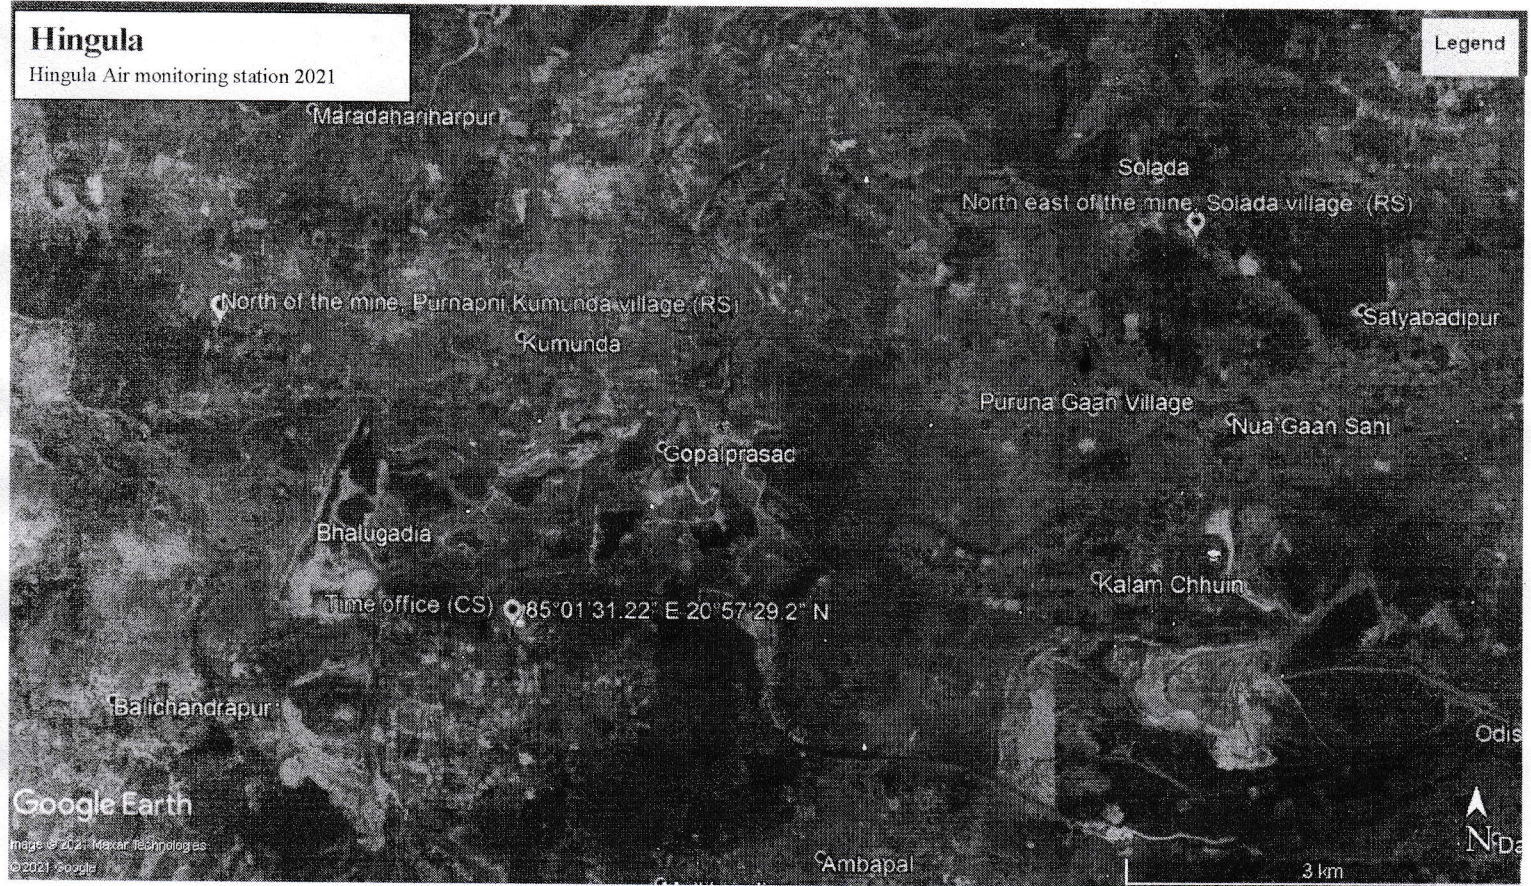 Hingula
Hingula Air monitoring station 2021
Legend
Maradahariharpur
Solada
North east of the mine, Solada village (RS)
North of the mine, Purnapni,Kumunda village (RS)
Satyabadipur
Kumunda
Puruna Gaan Village
Nua Gaan Sahi
Gopalprasad
Bhalugadia
Kalam Chhuin
Time office (CS)
85°01'31.22" E 20°57'29.2" N
Balichandrapur
Odis
Google Earth
Image © 2021 Maxar Technologies
© 2021 Google
N
Da
Ambapal
3 km